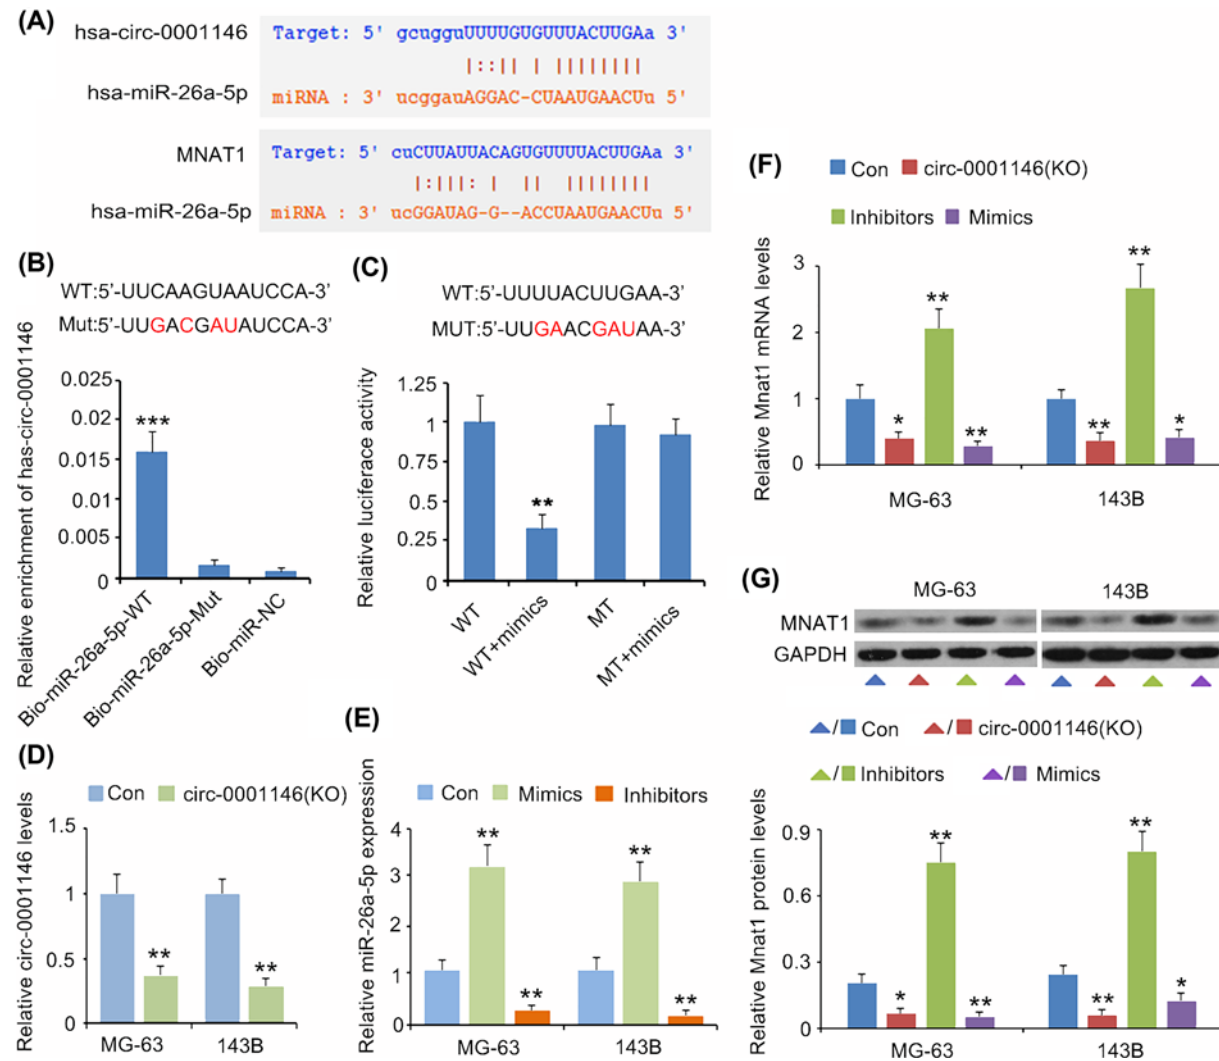 (A)
hsa-circ-0001146
Target: 5' gcugguUUUUGUGUUUACUUGAa 3'
|::|| | ||||||||
hsa-miR-26a-5p
miRNA : 3' ucggauAGGAC-CUAAUGAACUu 5'
MNAT1
Target: 5' cuCUUAUUACAGUGUUUUACUUGAa 3'
|:|||: | || ||||||||
hsa-miR-26a-5p
miRNA : 3' ucGGAUAG-G--ACCUAAUGAACUu 5'
(B)
WT:5'-UUCAAGUAAUCCA-3'
Mut:5'-UUGACGAUAUCCA-3'
Relative enrichment of has-circ-0001146
0.025
0.02
0.015
0.01
0.005
0
***
Bio-miR-26a-5p-WT
Bio-miR-26a-5p-Mut
Bio-miR-NC
(C)
WT:5'-UUUUACUUGAA-3'
MUT:5'-UUGAACGAUAA-3'
Relative luciferace activity
1.25
1
0.75
0.5
0.25
0
**
WT
WT+mimics
MT
MT+mimics
(D)
Con circ-0001146(KO)
Relative circ-0001146 levels
1.5
1
0.5
0
**
**
MG-63 143B
(E)
Con Mimics Inhibitors
Relative miR-26a-5p expression
4
3
2
1
0
**
**
**
**
MG-63 143B
(F)
Con circ-0001146(KO)
Inhibitors Mimics
Relative Mnat1 mRNA levels
3
2
1
0
* ** **
** ** *
MG-63 143B
(G)
MG-63 143B
MNAT1
GAPDH
/ Con / circ-0001146(KO)
/ Inhibitors / Mimics
Relative Mnat1 protein levels
0.9
0.6
0.3
0
* ** **
** ** *
MG-63 143B